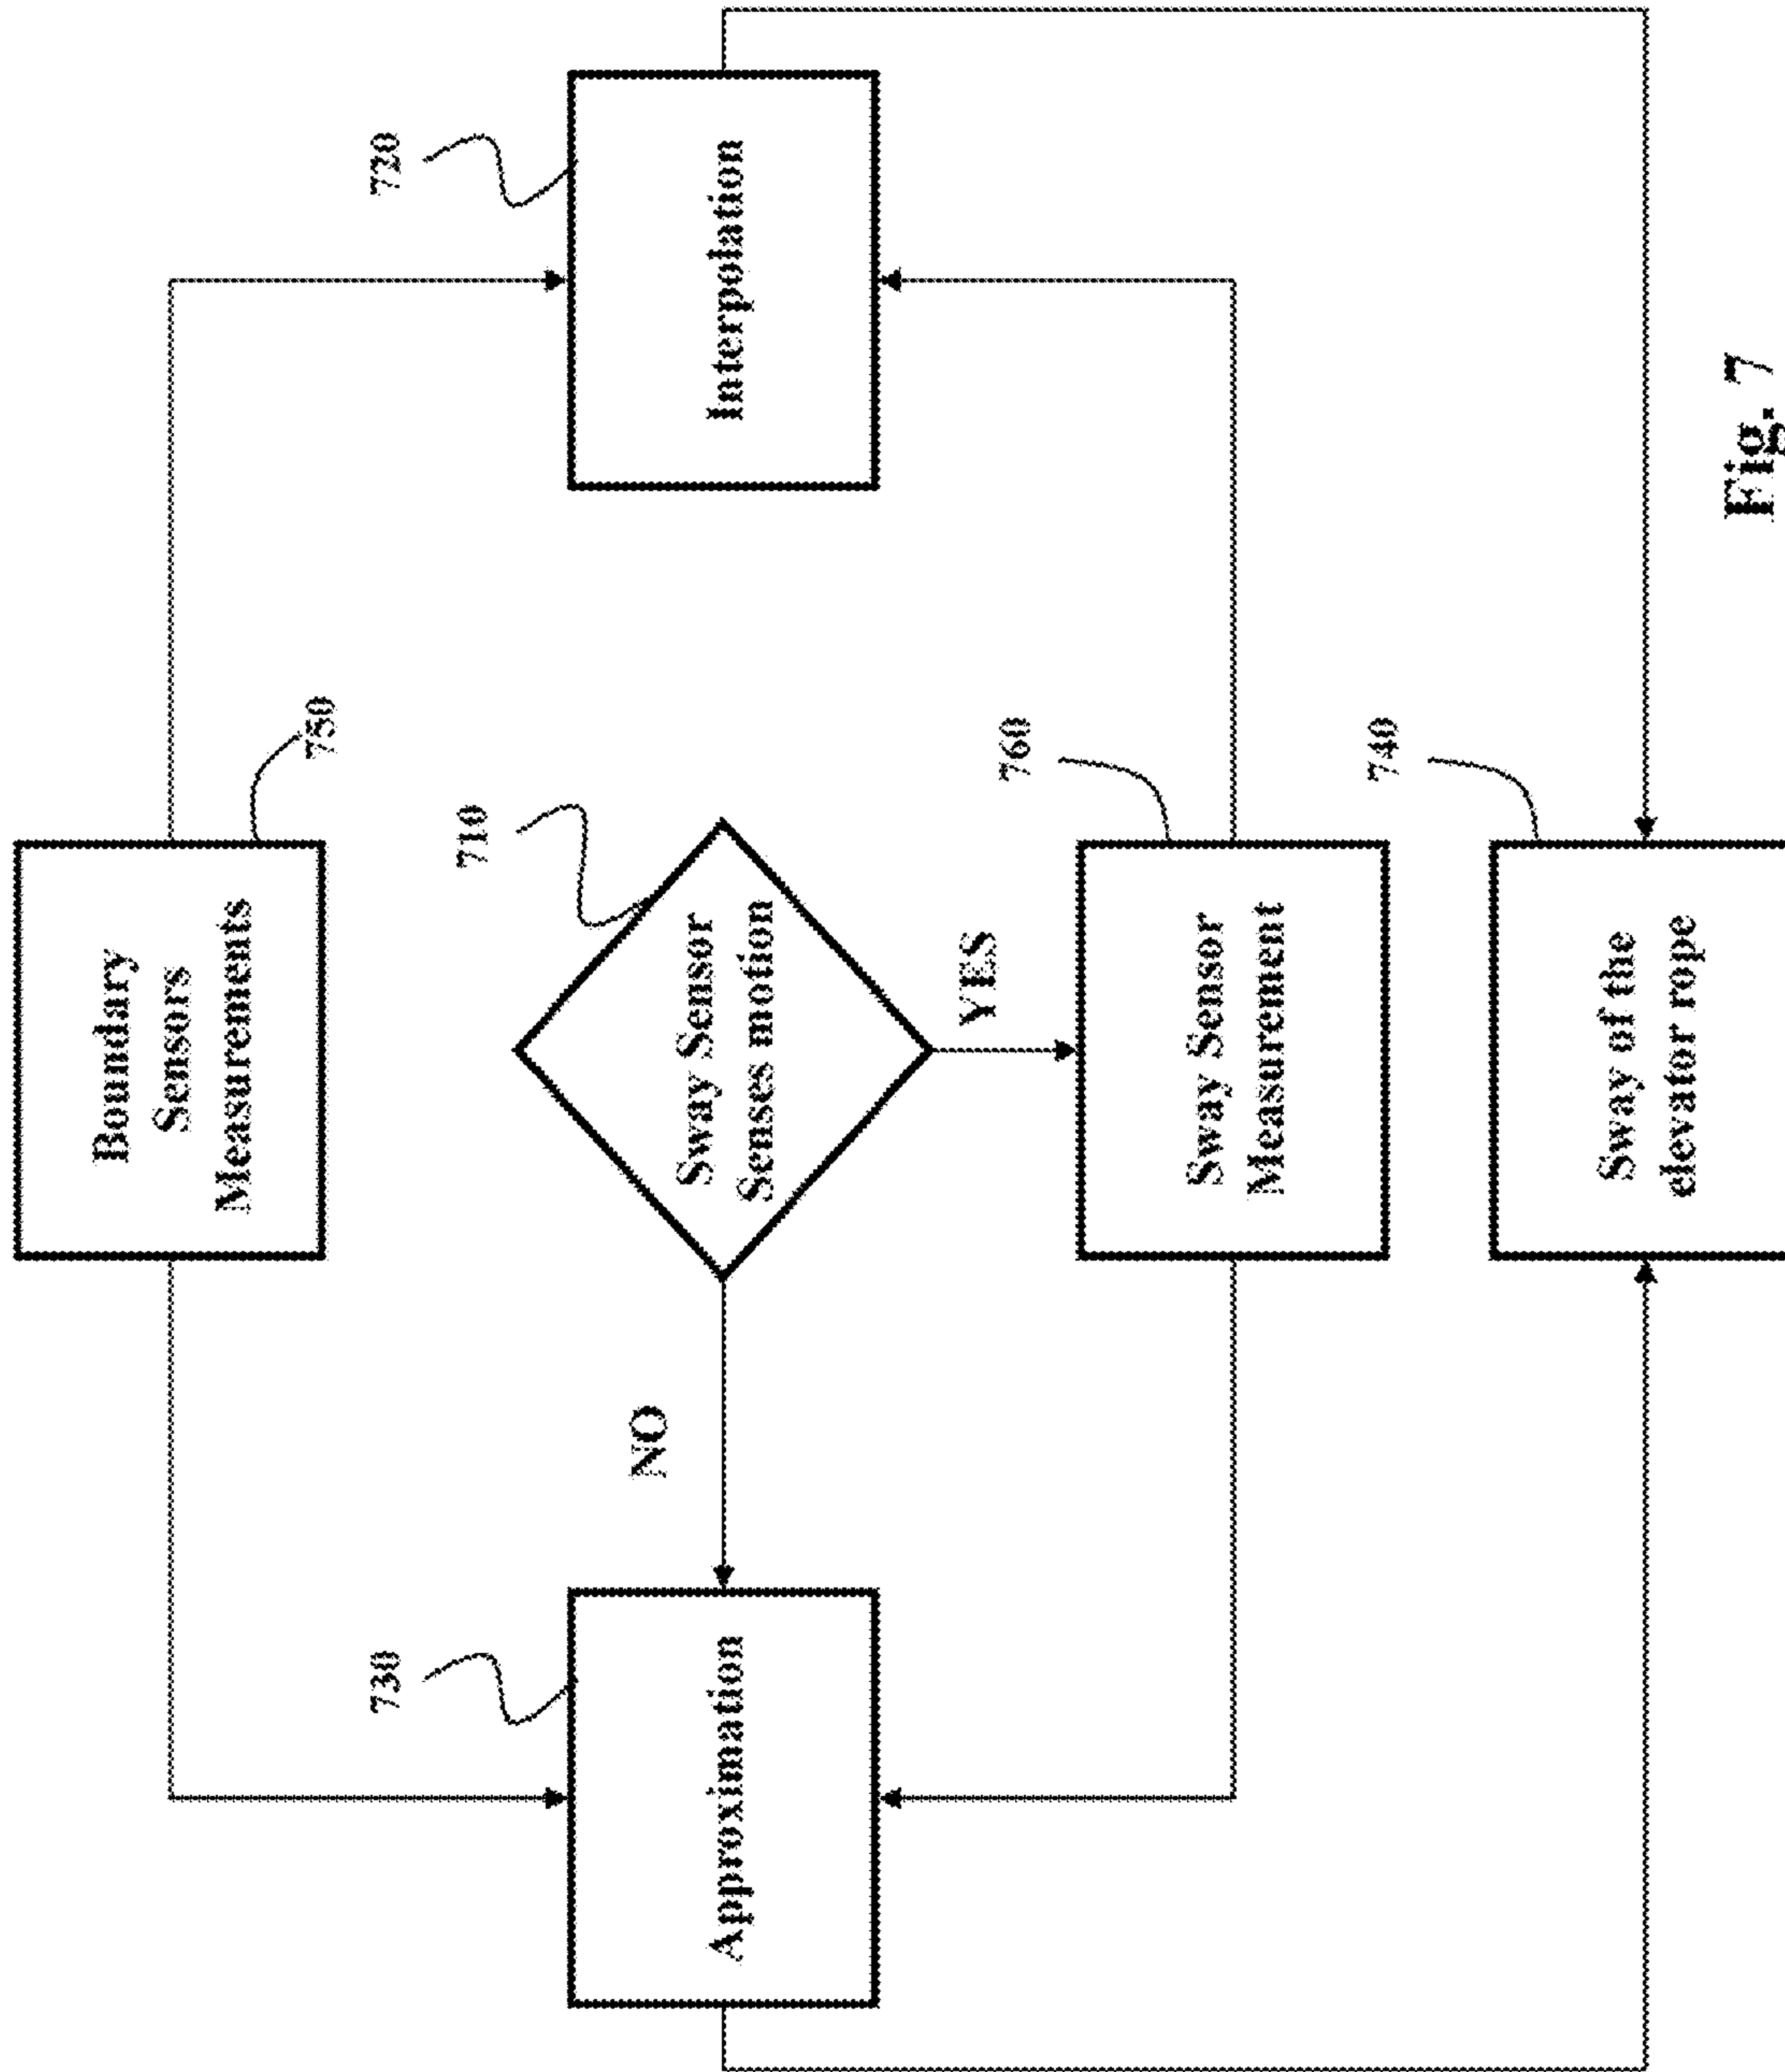 Boundary
Sensors
Measurements
750
710
Sway Sensor
Senses motion
NO
YES
730
Approximation
720
Interpolation
760
Sway Sensor
Measurement
740
Sway of the
elevator rope
Fig. 7